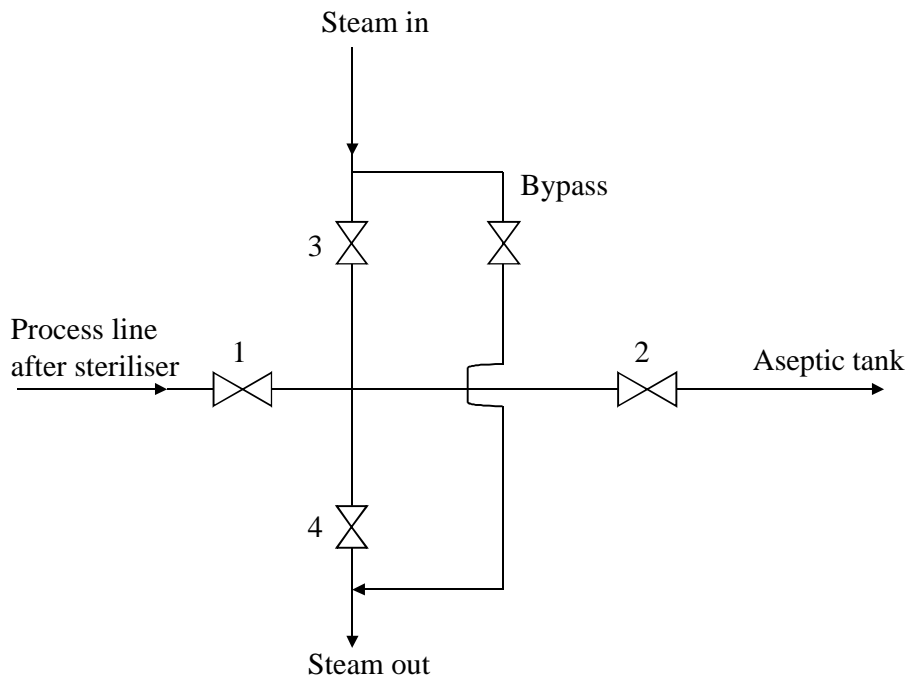 Steam in
Bypass
3
Process line
after steriliser
1
2
Aseptic tank
4
Steam out